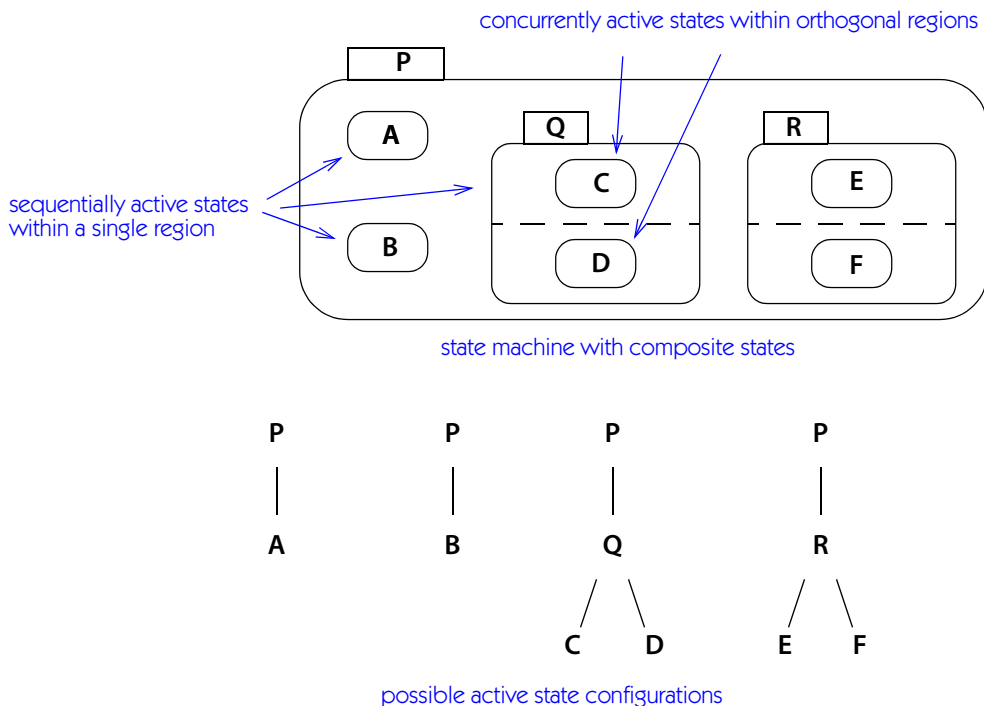 concurrently active states within orthogonal regions
P
A
Q
R
C
E
sequentially active states
within a single region
B
D
F
state machine with composite states
P P P P
A B Q R
C D E F
possible active state configurations